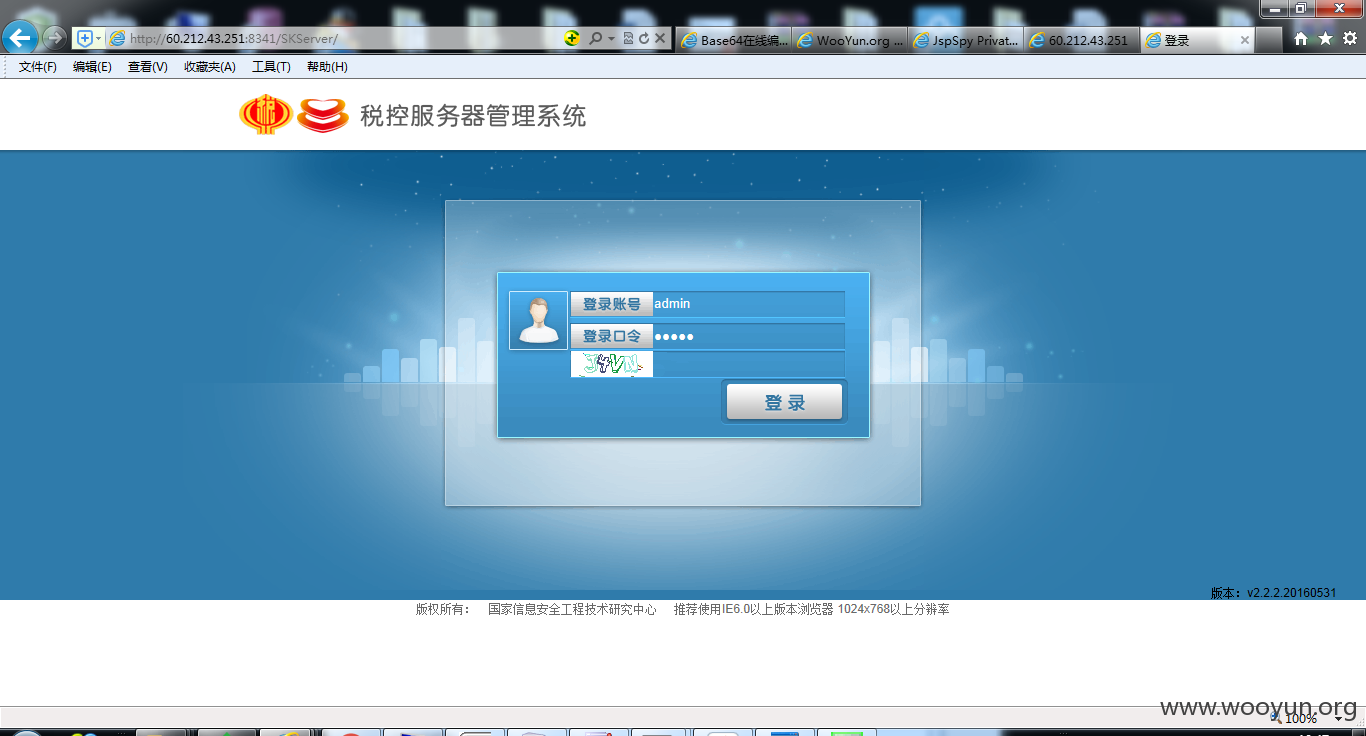 http://60.212.43.251:8341/SKServer/
Base64在线编...
WooYun.org ...
JspSpy Privat...
60.212.43.251
登录
文件(F) 编辑(E) 查看(V) 收藏夹(A) 工具(T) 帮助(H)
税控服务器管理系统
登录账号 admin
登录口令 ●●●●●
J4VN
登录
版本：v2.2.2.20160531
版权所有： 国家信息安全工程技术研究中心 推荐使用IE6.0以上版本浏览器 1024x768以上分辨率
www.wooyun.org
100%